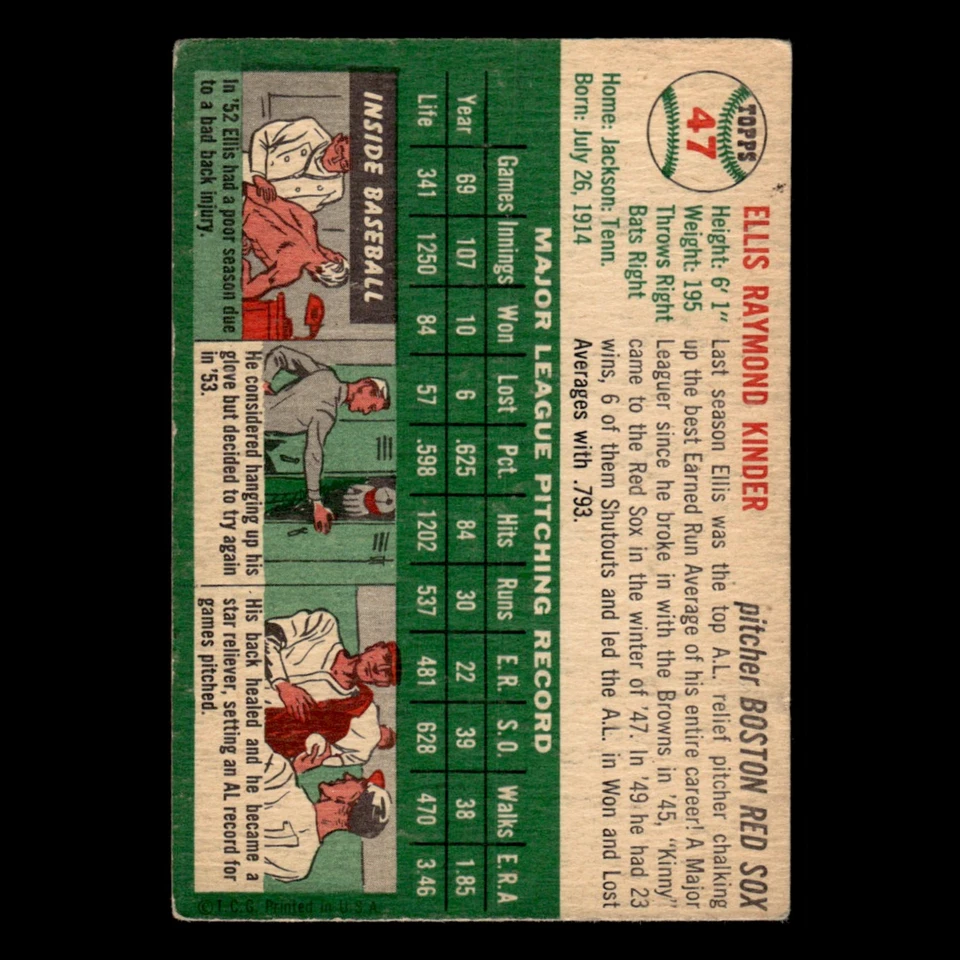 TOPPS
47
ELLIS RAYMOND KINDER
pitcher BOSTON RED SOX
Height: 6' 1"
Weight: 195
Throws Right
Bats Right
Home: Jackson, Tenn.
Born: July 26, 1914
Last season Ellis was the top A.L. relief pitcher chalking
up the best Earned Run Average of his entire career! A Major
Leaguer since he broke in with the Browns in '45, "Kinny"
came to the Red Sox in the winter of '47. In '49 he had 23
wins, 6 of them Shutouts and led the A.L. in Won and Lost
Averages with .793.
MAJOR LEAGUE PITCHING RECORD
Games Innings Won Lost Pct. Hits Runs E.R. S.O. Walks E.R.A
Year 69 107 10 6 .625 84 30 22 39 38 1.85
Life 341 1250 84 57 .598 1202 537 481 628 470 3.46
INSIDE BASEBALL
In '52 Ellis had a poor season due
to a bad back injury.
He considered hanging up his
glove but decided to try again
in '53.
His back healed and he became a
star reliever, setting an AL record for
games pitched.
© T.C.G. Printed in U.S.A.